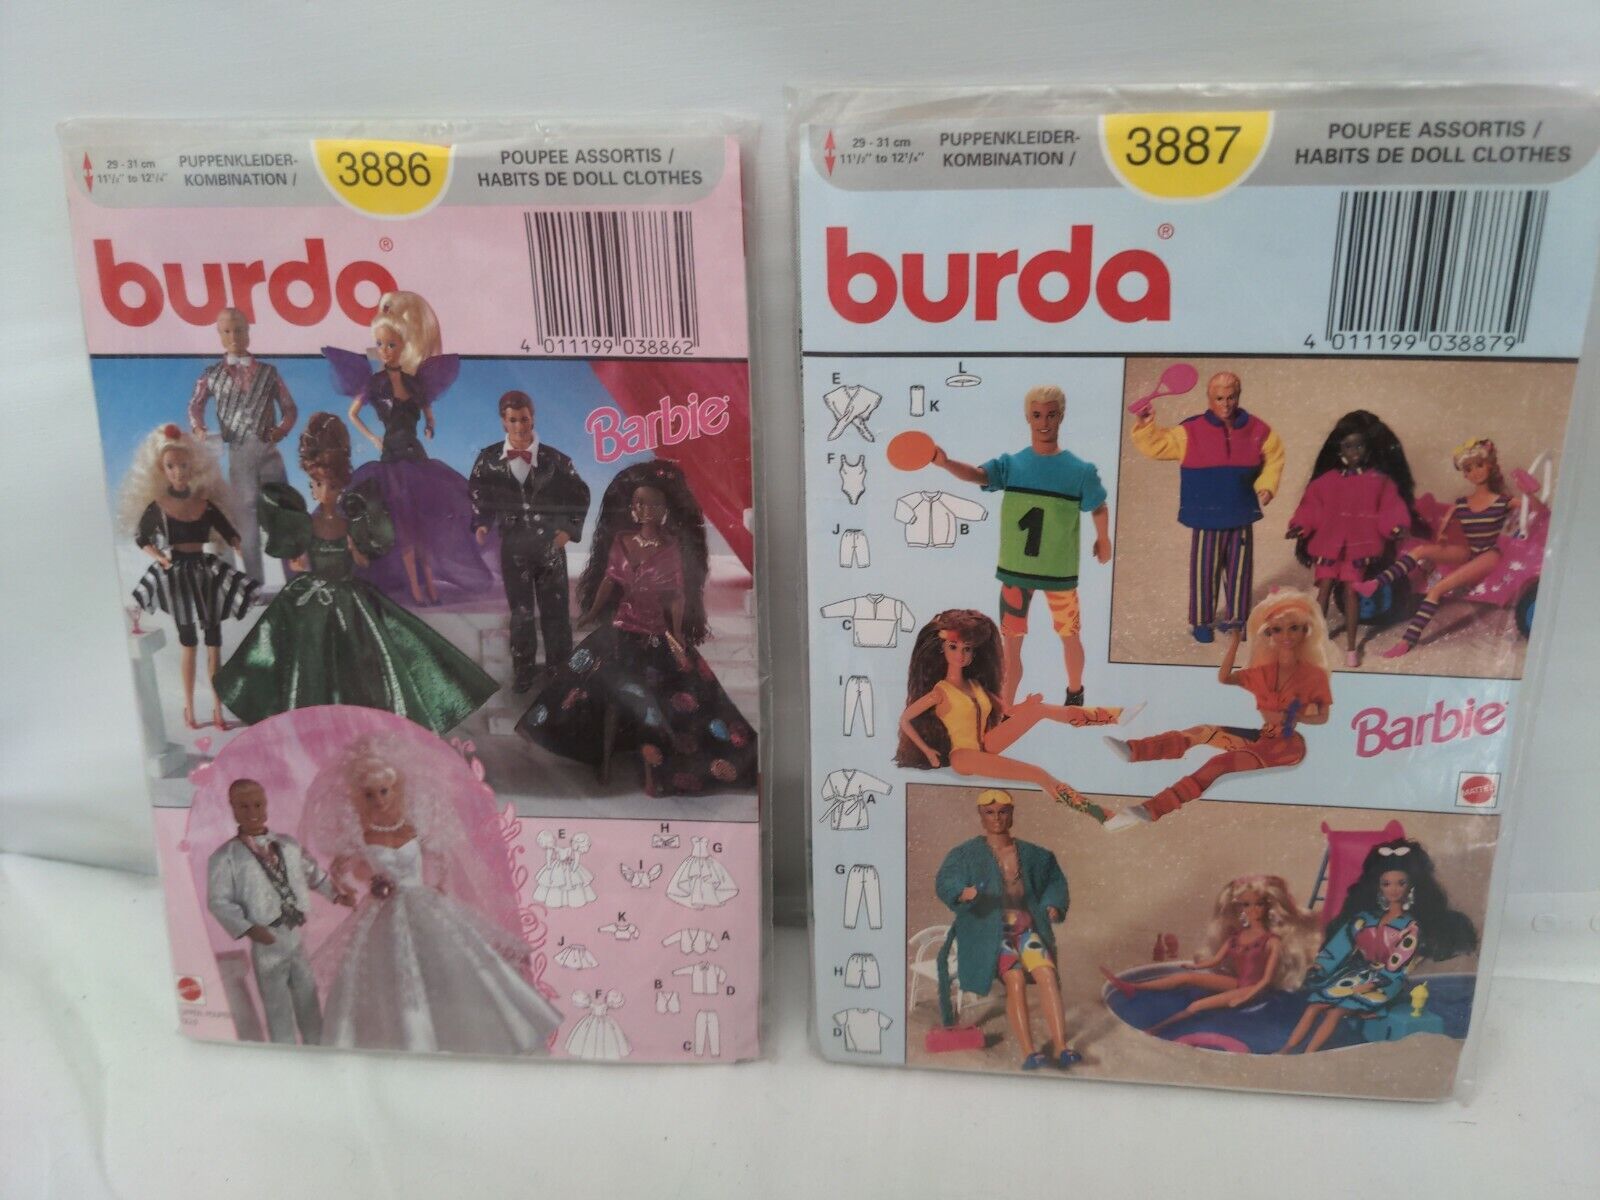 29 - 31 cm
11 1/2" to 12 1/4"
PUPPENKLEIDER-
KOMBINATION /
3886
POUPEE ASSORTIS /
HABITS DE DOLL CLOTHES
burda®
4 011199 038862
Barbie
E
H
G
I
K
J
A
D
B
F
C
MATTEL
29 - 31 cm
11 1/2" to 12 1/4"
PUPPENKLEIDER-
KOMBINATION /
3887
POUPEE ASSORTIS /
HABITS DE DOLL CLOTHES
burda®
4 011199 038879
E
L
K
F
B
J
1
C
I
Barbie
MATTEL
A
G
H
D